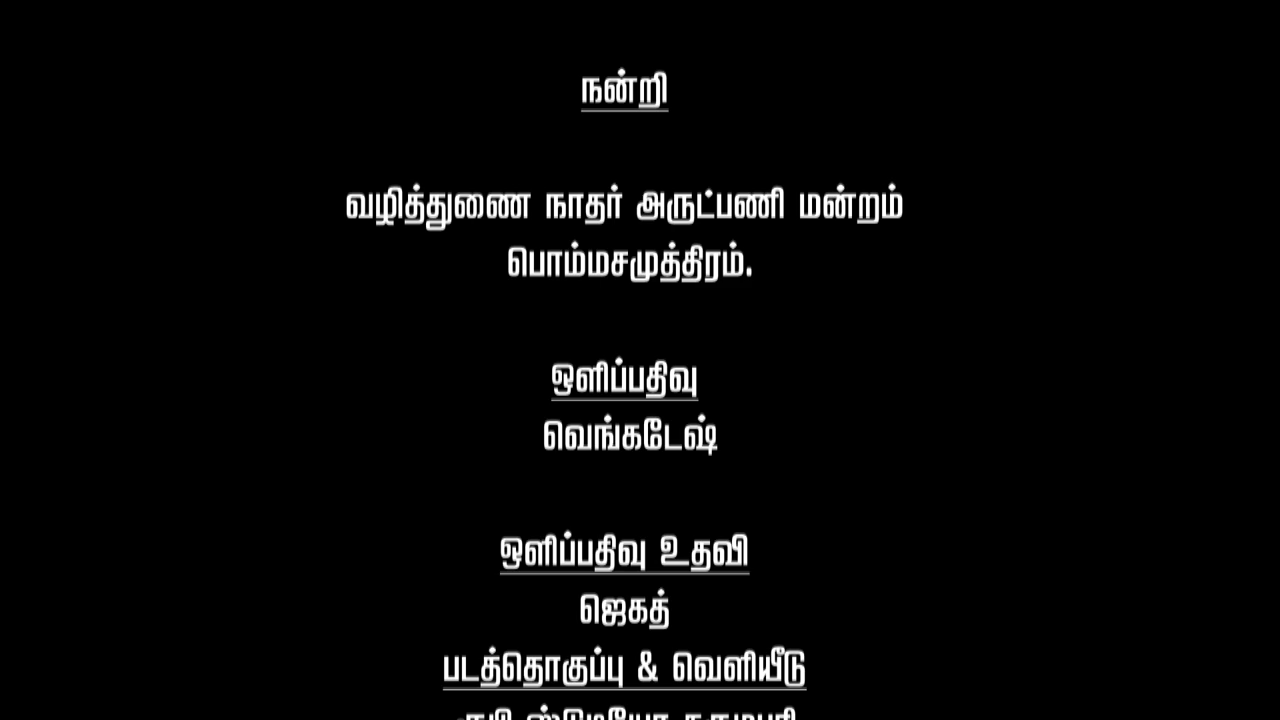 நன்றி
வழித்துணை நாதர் அருட்பணி மன்றம்
பொம்மசமுத்திரம்.
ஒளிப்பதிவு
வெங்கடேஷ்
ஒளிப்பதிவு உதவி
ஜெகத்
படத்தொகுப்பு & வெளியீடு